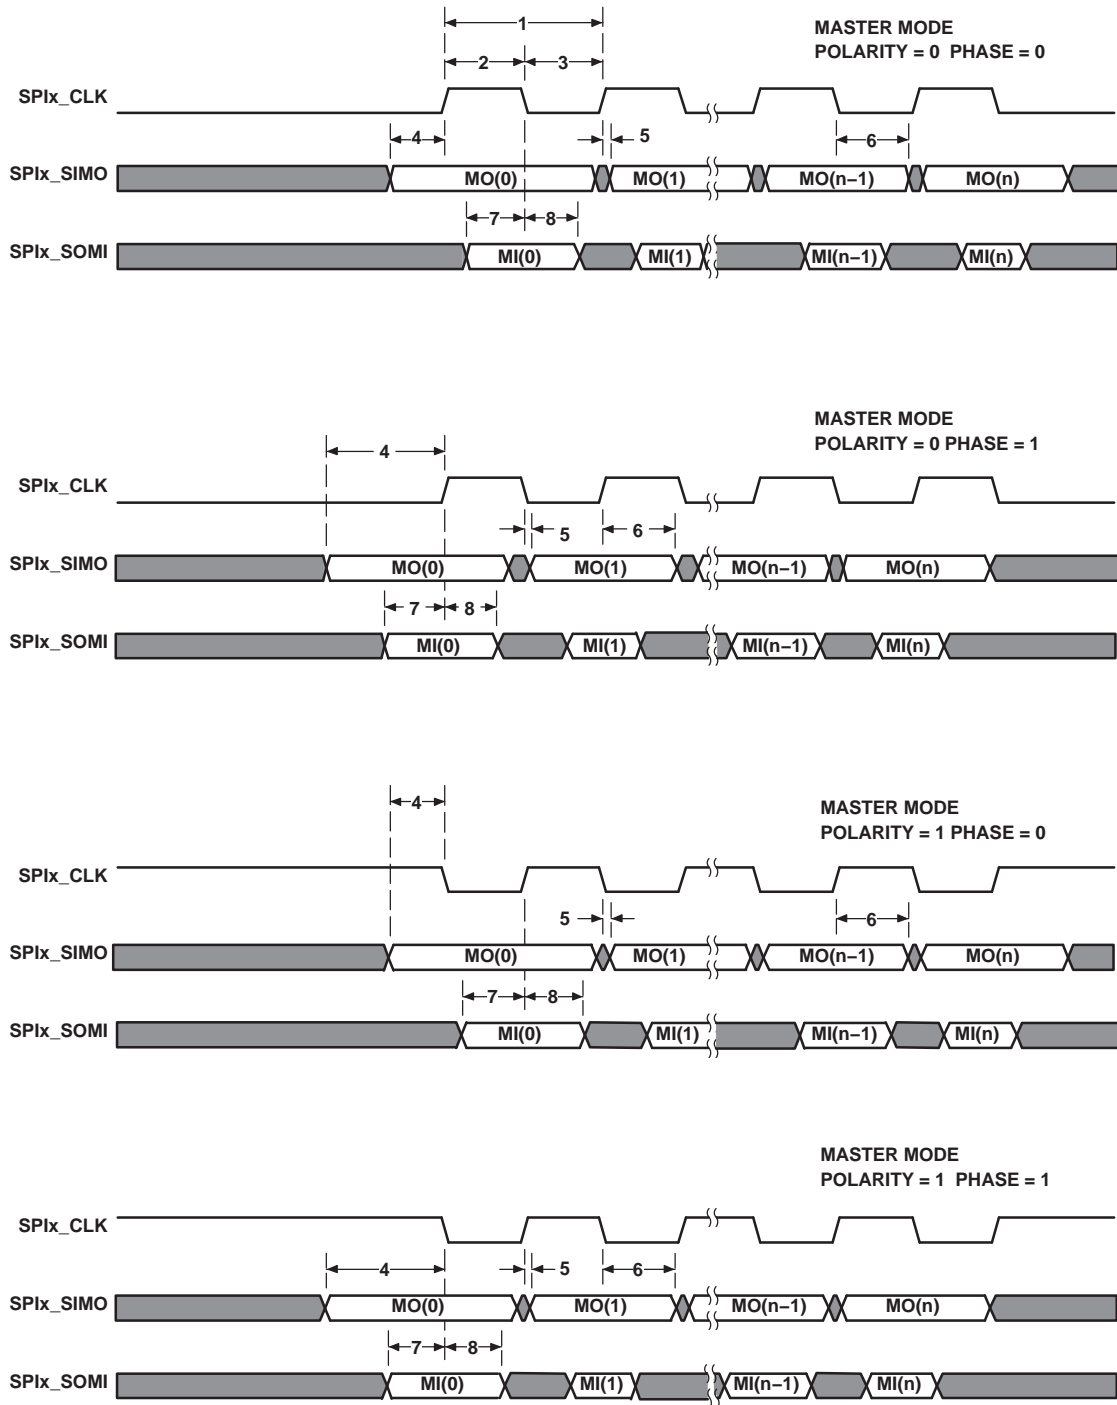 1
MASTER MODE
POLARITY = 0 PHASE = 0
2 3
SPIx_CLK
4 5 6
SPIx_SIMO MO(0) MO(1) MO(n−1) MO(n)
7 8
SPIx_SOMI MI(0) MI(1) MI(n−1) MI(n)
MASTER MODE
POLARITY = 0 PHASE = 1
4
SPIx_CLK
5 6
SPIx_SIMO MO(0) MO(1) MO(n−1) MO(n)
7 8
SPIx_SOMI MI(0) MI(1) MI(n−1) MI(n)
4
MASTER MODE
POLARITY = 1 PHASE = 0
SPIx_CLK
5 6
SPIx_SIMO MO(0) MO(1) MO(n−1) MO(n)
7 8
SPIx_SOMI MI(0) MI(1) MI(n−1) MI(n)
MASTER MODE
POLARITY = 1 PHASE = 1
SPIx_CLK
4 5 6
SPIx_SIMO MO(0) MO(1) MO(n−1) MO(n)
7 8
SPIx_SOMI MI(0) MI(1) MI(n−1) MI(n)